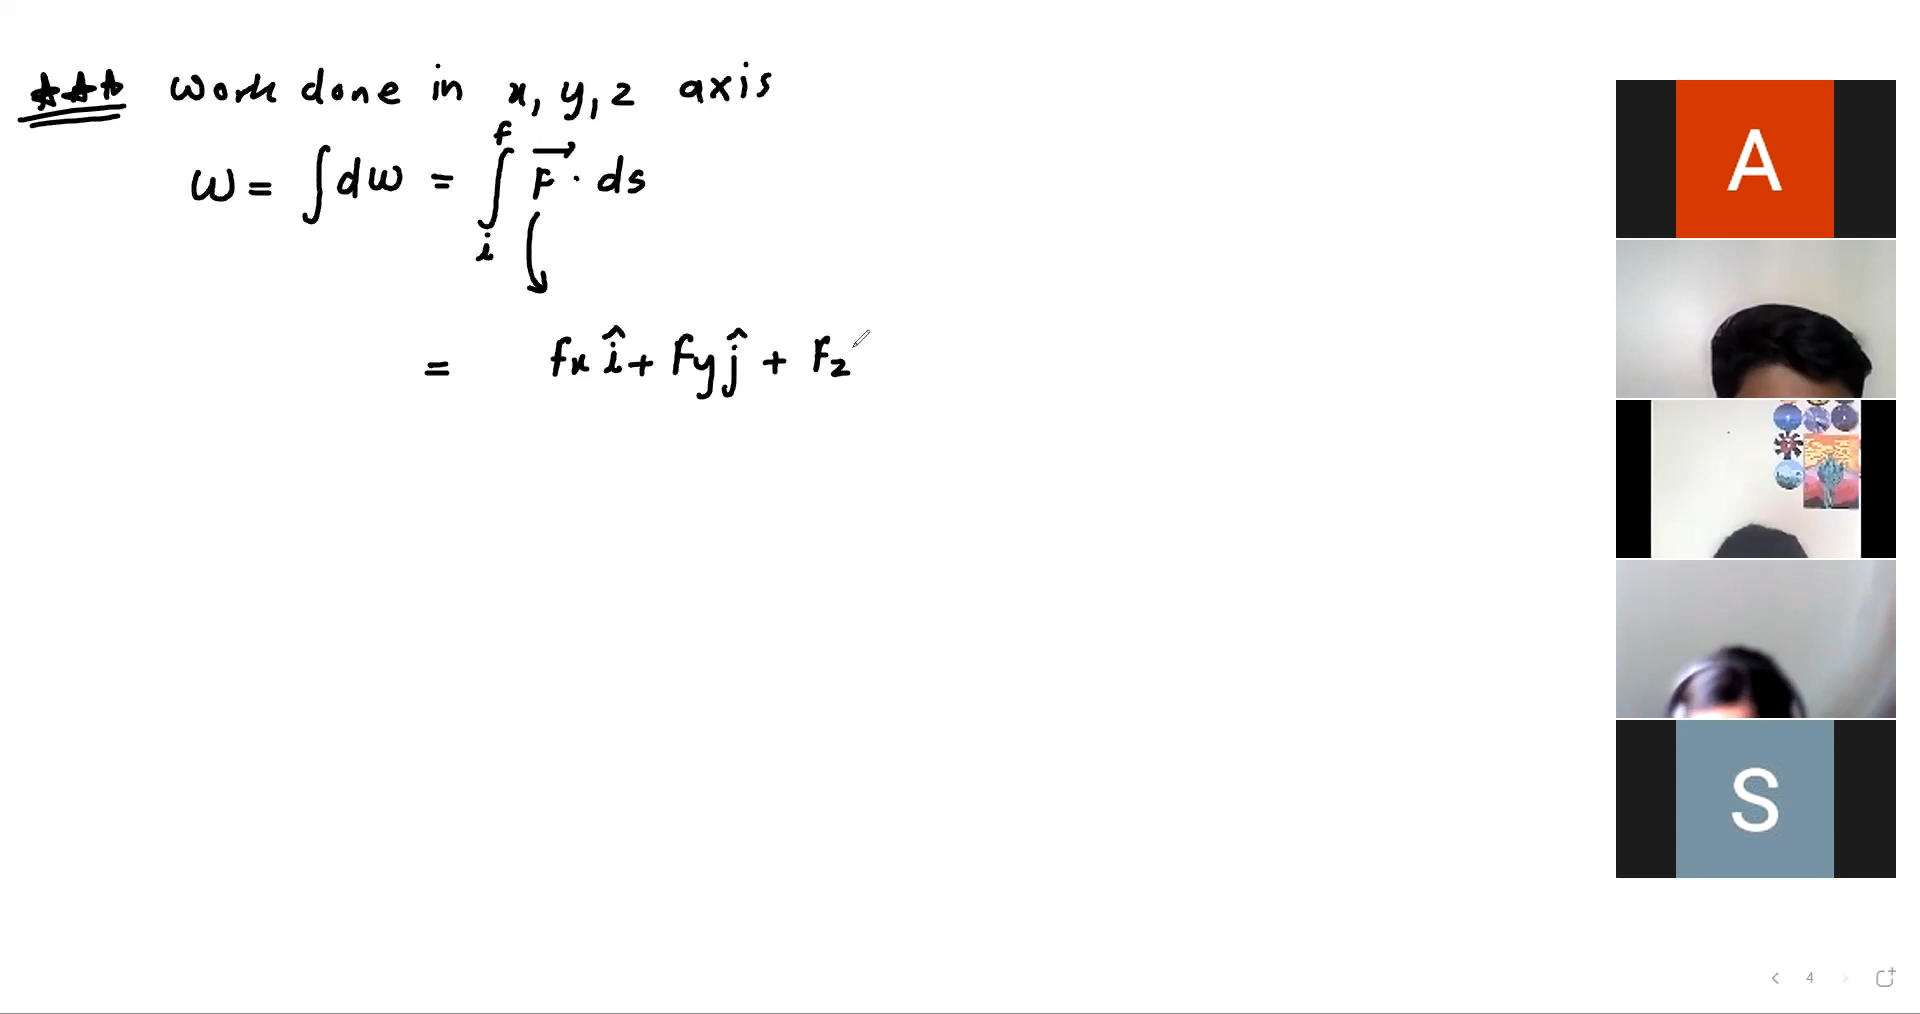 *** Work done in x, y, z axis
W = ∫dW = ∫ᵢᶠ F⃗ · ds
= Fx î + Fy ĵ + Fz
A
S
4